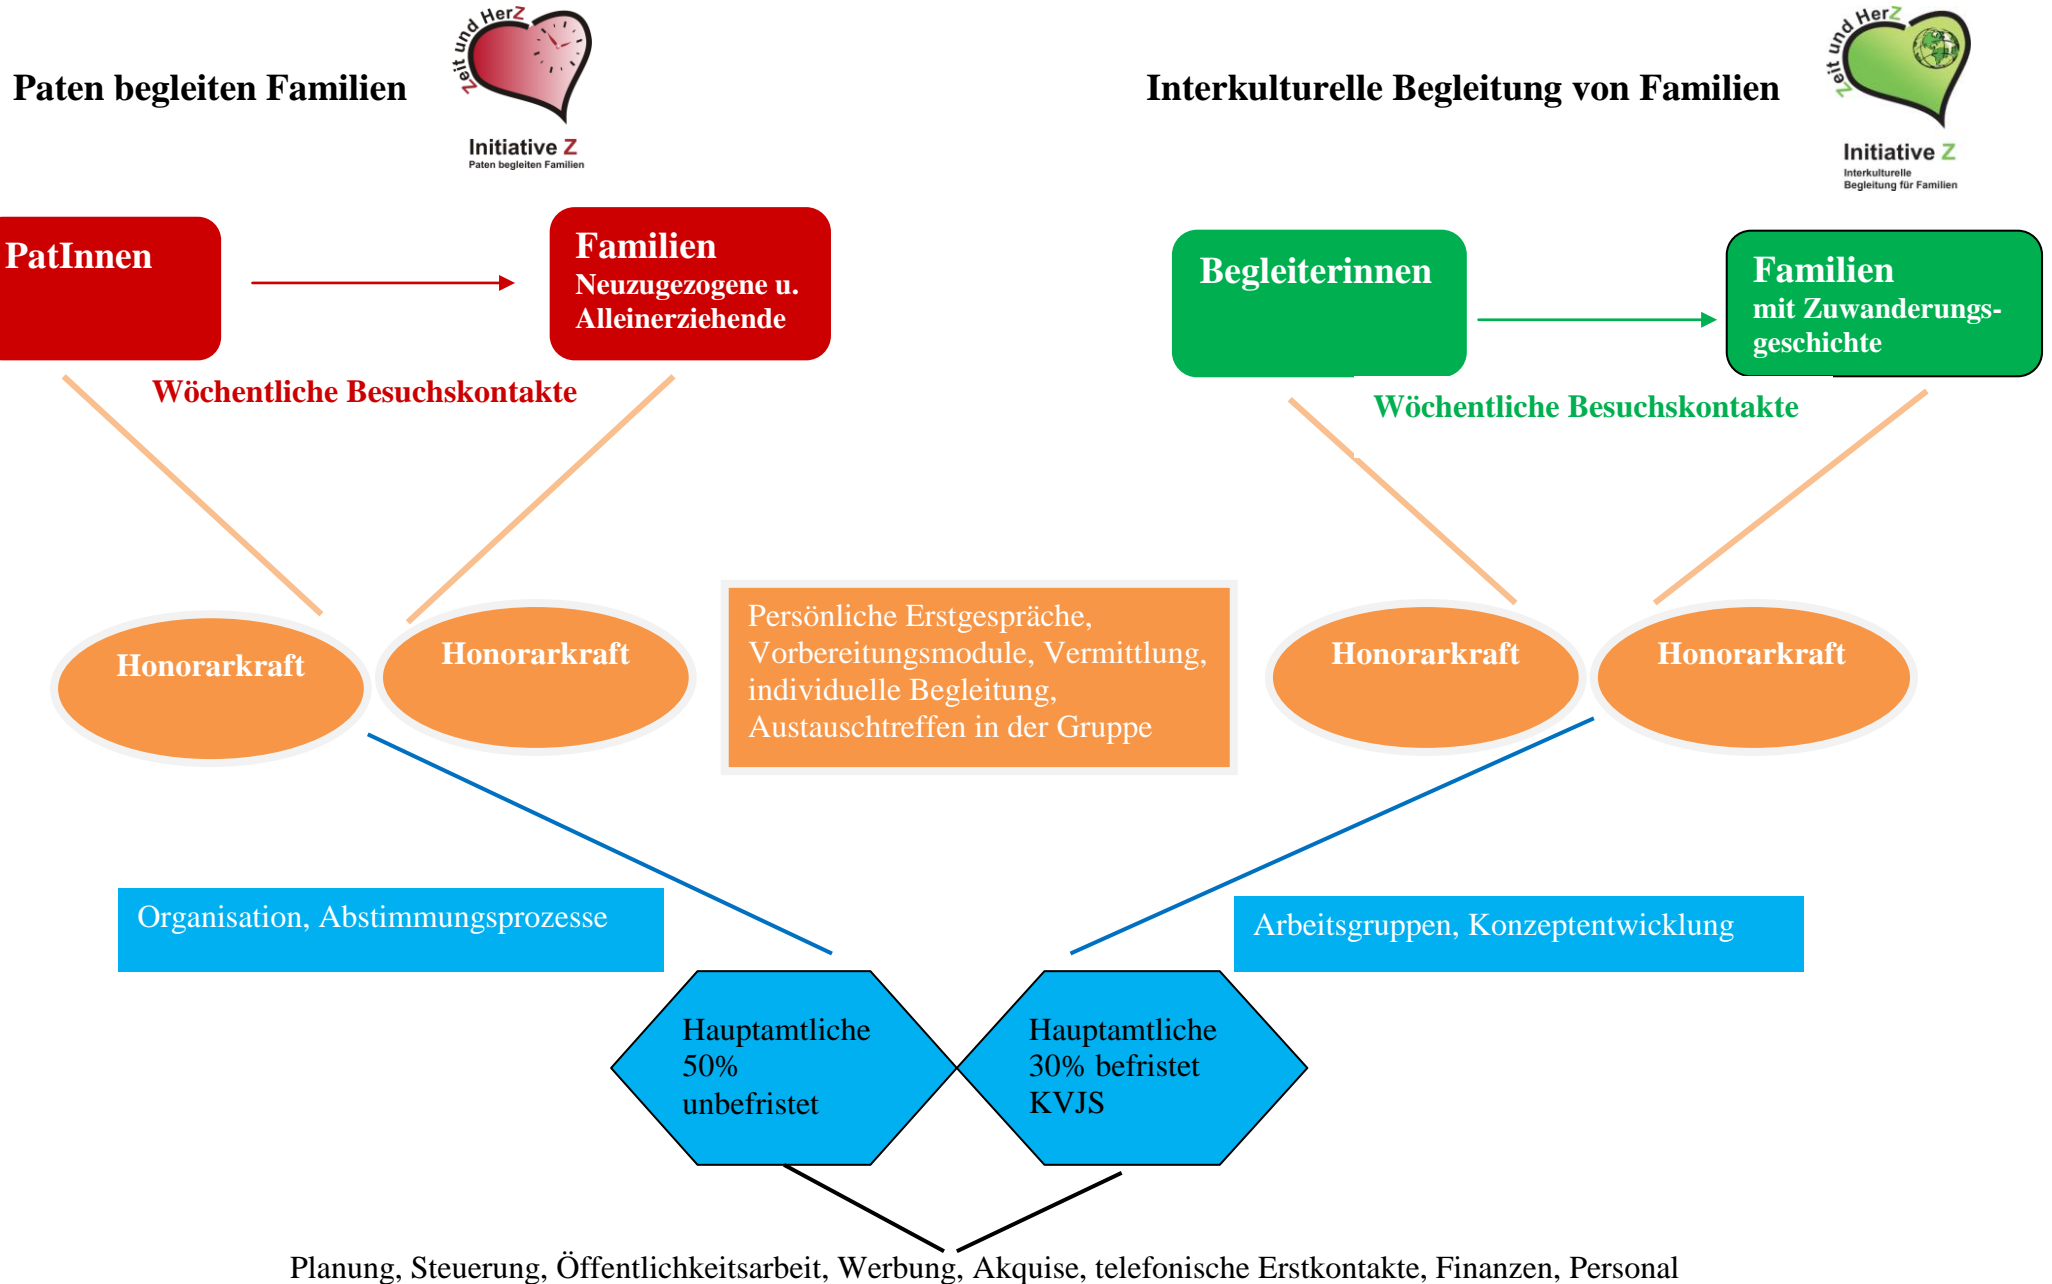 Zeit und HerZ
Paten begleiten Familien
Initiative Z
Paten begleiten Familien
Zeit und HerZ
Interkulturelle Begleitung von Familien
Initiative Z
Interkulturelle
Begleitung für Familien
PatInnen
Familien
Neuzugezogene u.
Alleinerziehende
Wöchentliche Besuchskontakte
Begleiterinnen
Familien
mit Zuwanderungs-
geschichte
Wöchentliche Besuchskontakte
Honorarkraft
Honorarkraft
Persönliche Erstgespräche,
Vorbereitungsmodule, Vermittlung,
individuelle Begleitung,
Austauschtreffen in der Gruppe
Honorarkraft
Honorarkraft
Organisation, Abstimmungsprozesse
Arbeitsgruppen, Konzeptentwicklung
Hauptamtliche
50%
unbefristet
Hauptamtliche
30% befristet
KVJS
Planung, Steuerung, Öffentlichkeitsarbeit, Werbung, Akquise, telefonische Erstkontakte, Finanzen, Personal